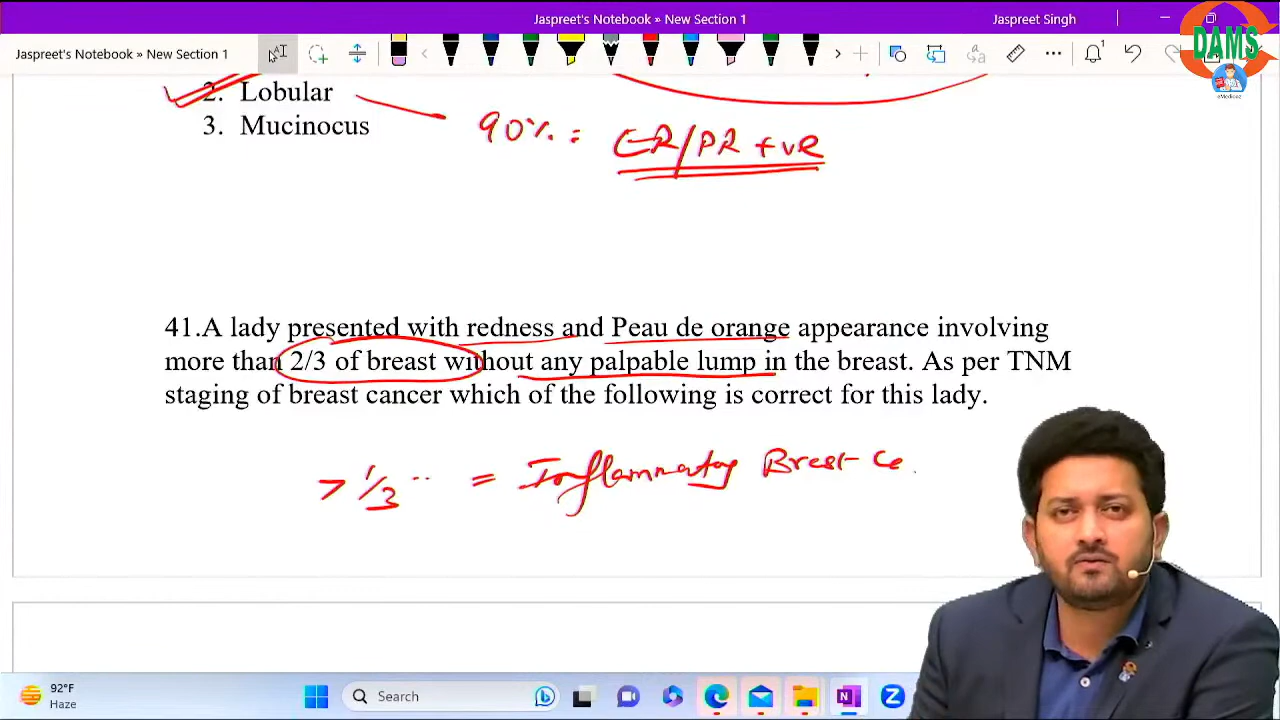 Jaspreet's Notebook » New Section 1
Jaspreet Singh
Jaspreet's Notebook » New Section 1
DAMS
eMedicoz
2. Lobular
3. Mucinocus
90% = ER/PR +vR
41.A lady presented with redness and Peau de orange appearance involving
more than 2/3 of breast without any palpable lump in the breast. As per TNM
staging of breast cancer which of the following is correct for this lady.
> 1/3 = Inflammatory Breast Ca.
92°F
Haze
Search